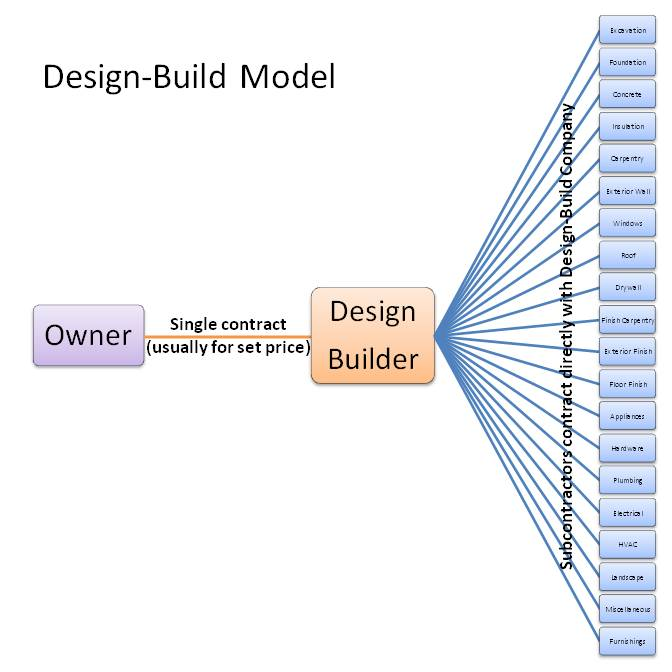 Design-Build Model
Owner
Single contract
(usually for set price)
Design
Builder
Subcontractors contract directly with Design-Build Company
Excavation
Foundation
Concrete
Insulation
Carpentry
Exterior Wall
Windows
Roof
Drywall
Finish Carpentry
Exterior Finish
Floor Finish
Appliances
Hardware
Plumbing
Electrical
HVAC
Landscape
Miscellaneous
Furnishings